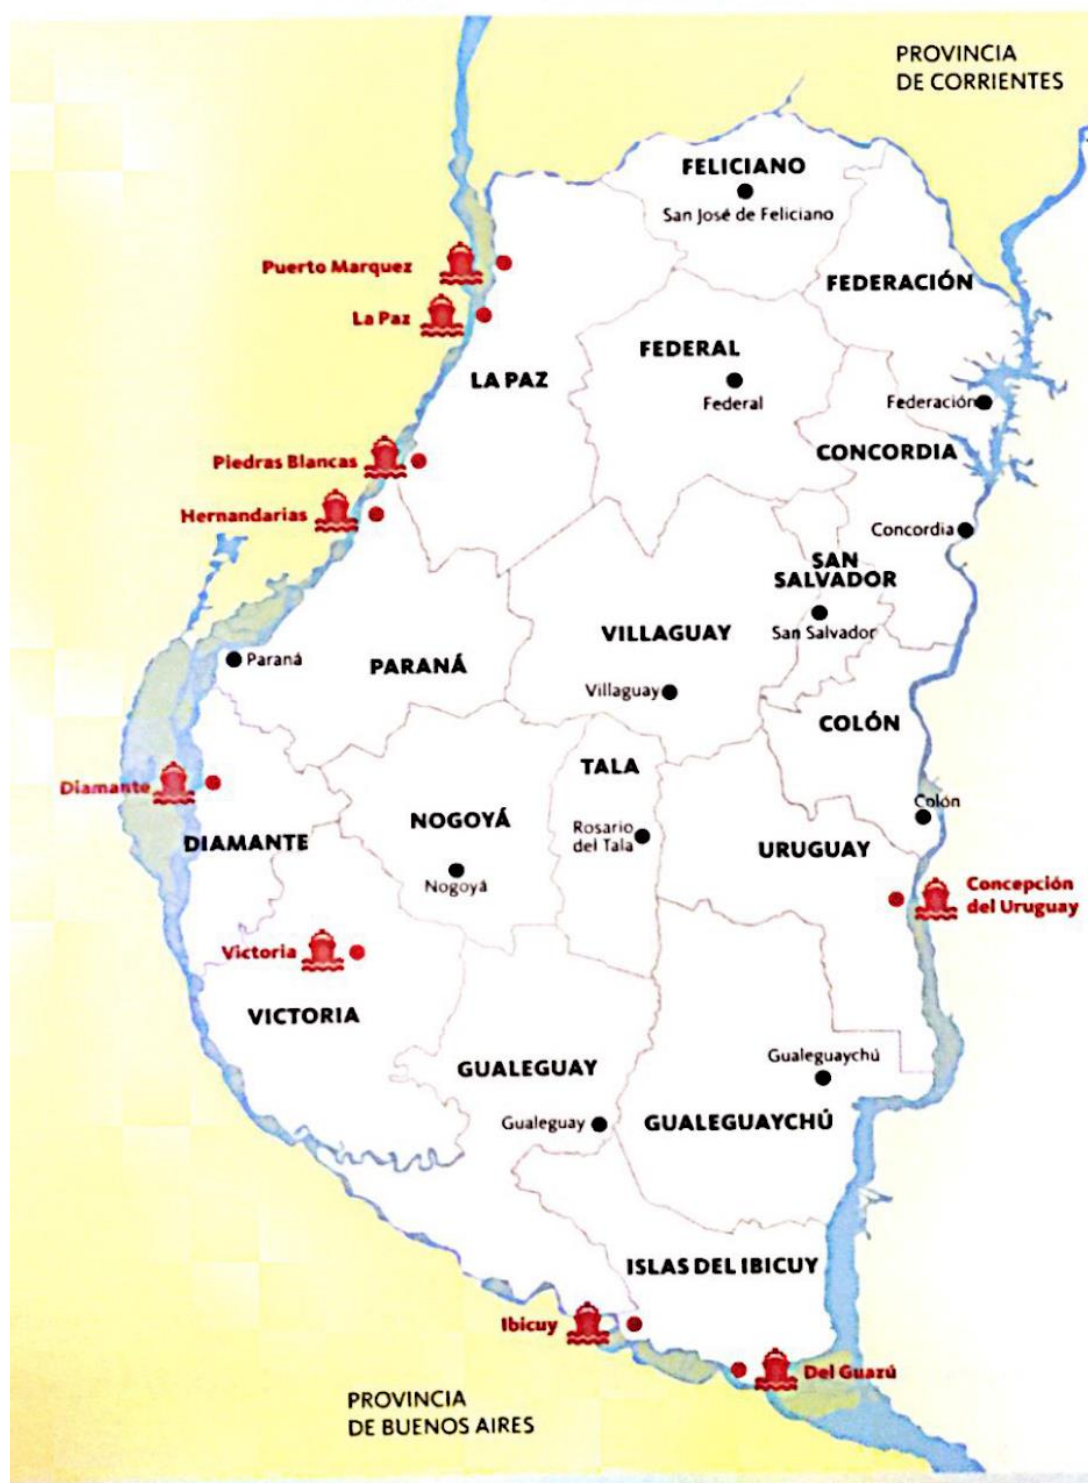 PROVINCIA
DE CORRIENTES
FELICIANO
San José de Feliciano
Puerto Marquez
FEDERACIÓN
La Paz
FEDERAL
LA PAZ
Federal
Federación
CONCORDIA
Piedras Blancas
Hernandarias
Concordia
SAN
SALVADOR
San Salvador
VILLAGUAY
Paraná
PARANÁ
Villaguay
COLÓN
TALA
Diamante
Colón
NOGOYÁ
Rosario
del Tala
DIAMANTE
URUGUAY
Nogoyá
Concepción
del Uruguay
Victoria
VICTORIA
Gualeguaychú
GUALEGUAY
Gualeguay
GUALEGUAYCHÚ
ISLAS DEL IBICUY
Ibicuy
Del Guazú
PROVINCIA
DE BUENOS AIRES